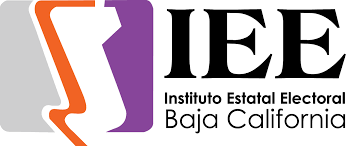 IEE
Instituto Estatal Electoral
Baja California